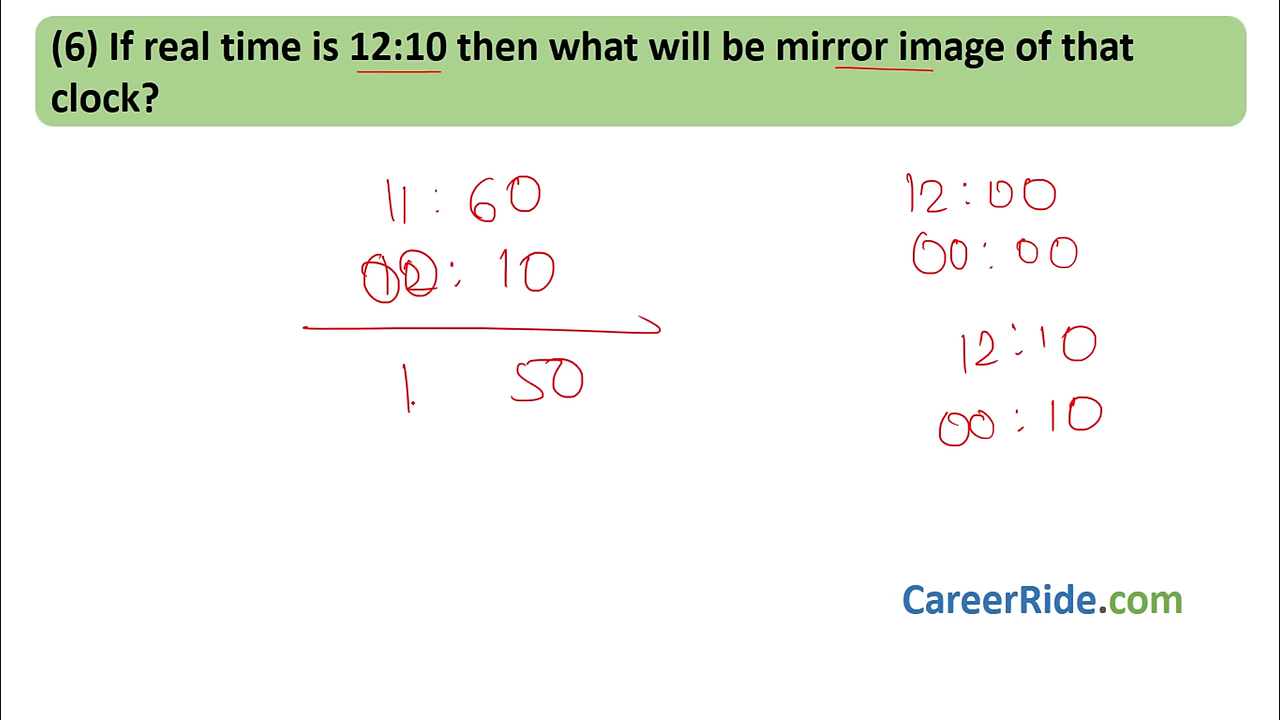 (6) If real time is 12:10 then what will be mirror image of that
clock?
11 : 60
00 : 10
1 50
12 : 00
00 : 00
12 : 10
00 : 10
CareerRide.com